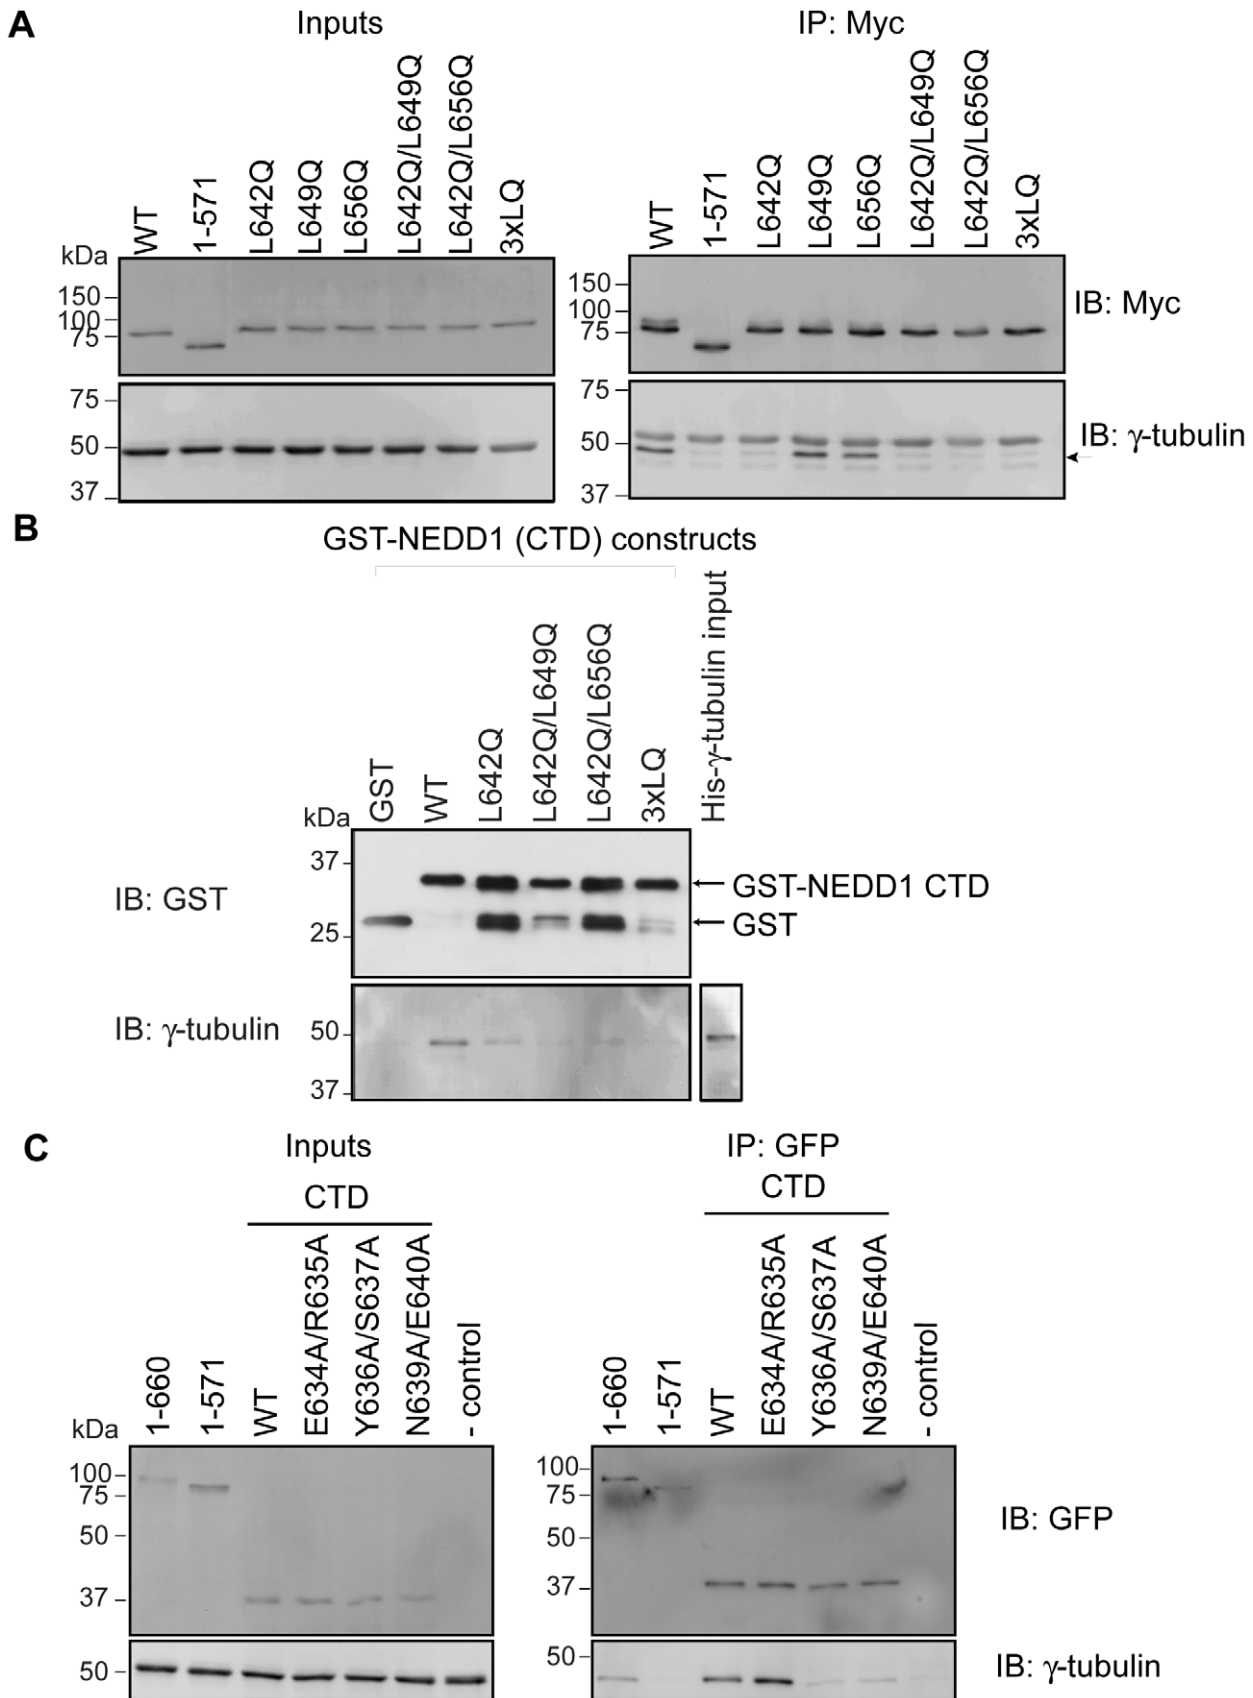 A
Inputs
IP: Myc
WT
1-571
L642Q
L649Q
L656Q
L642Q/L649Q
L642Q/L656Q
3xLQ
WT
1-571
L642Q
L649Q
L656Q
L642Q/L649Q
L642Q/L656Q
3xLQ
kDa
150
100
75
150
100
75
IB: Myc
75
50
37
75
50
37
IB: γ-tubulin
B
GST-NEDD1 (CTD) constructs
GST
WT
L642Q
L642Q/L649Q
L642Q/L656Q
3xLQ
His-γ-tubulin input
kDa
IB: GST
37
25
GST-NEDD1 CTD
GST
IB: γ-tubulin
50
37
C
Inputs
CTD
IP: GFP
CTD
1-660
1-571
WT
E634A/R635A
Y636A/S637A
N639A/E640A
- control
1-660
1-571
WT
E634A/R635A
Y636A/S637A
N639A/E640A
- control
kDa
100
75
50
37
100
75
50
37
IB: GFP
50
50
IB: γ-tubulin